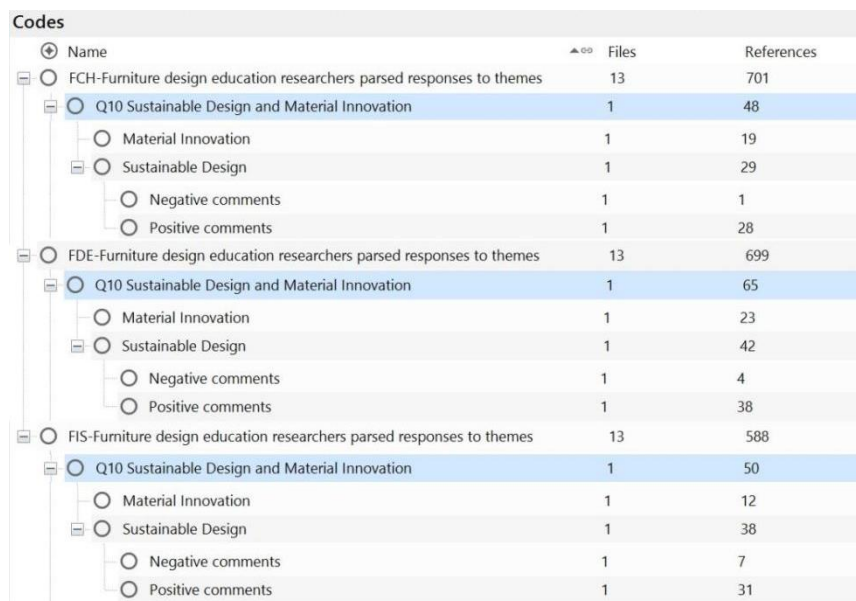 Codes
Name Files References
FCH-Furniture design education researchers parsed responses to themes 13 701
Q10 Sustainable Design and Material Innovation 1 48
Material Innovation 1 19
Sustainable Design 1 29
Negative comments 1 1
Positive comments 1 28
FDE-Furniture design education researchers parsed responses to themes 13 699
Q10 Sustainable Design and Material Innovation 1 65
Material Innovation 1 23
Sustainable Design 1 42
Negative comments 1 4
Positive comments 1 38
FIS-Furniture design education researchers parsed responses to themes 13 588
Q10 Sustainable Design and Material Innovation 1 50
Material Innovation 1 12
Sustainable Design 1 38
Negative comments 1 7
Positive comments 1 31